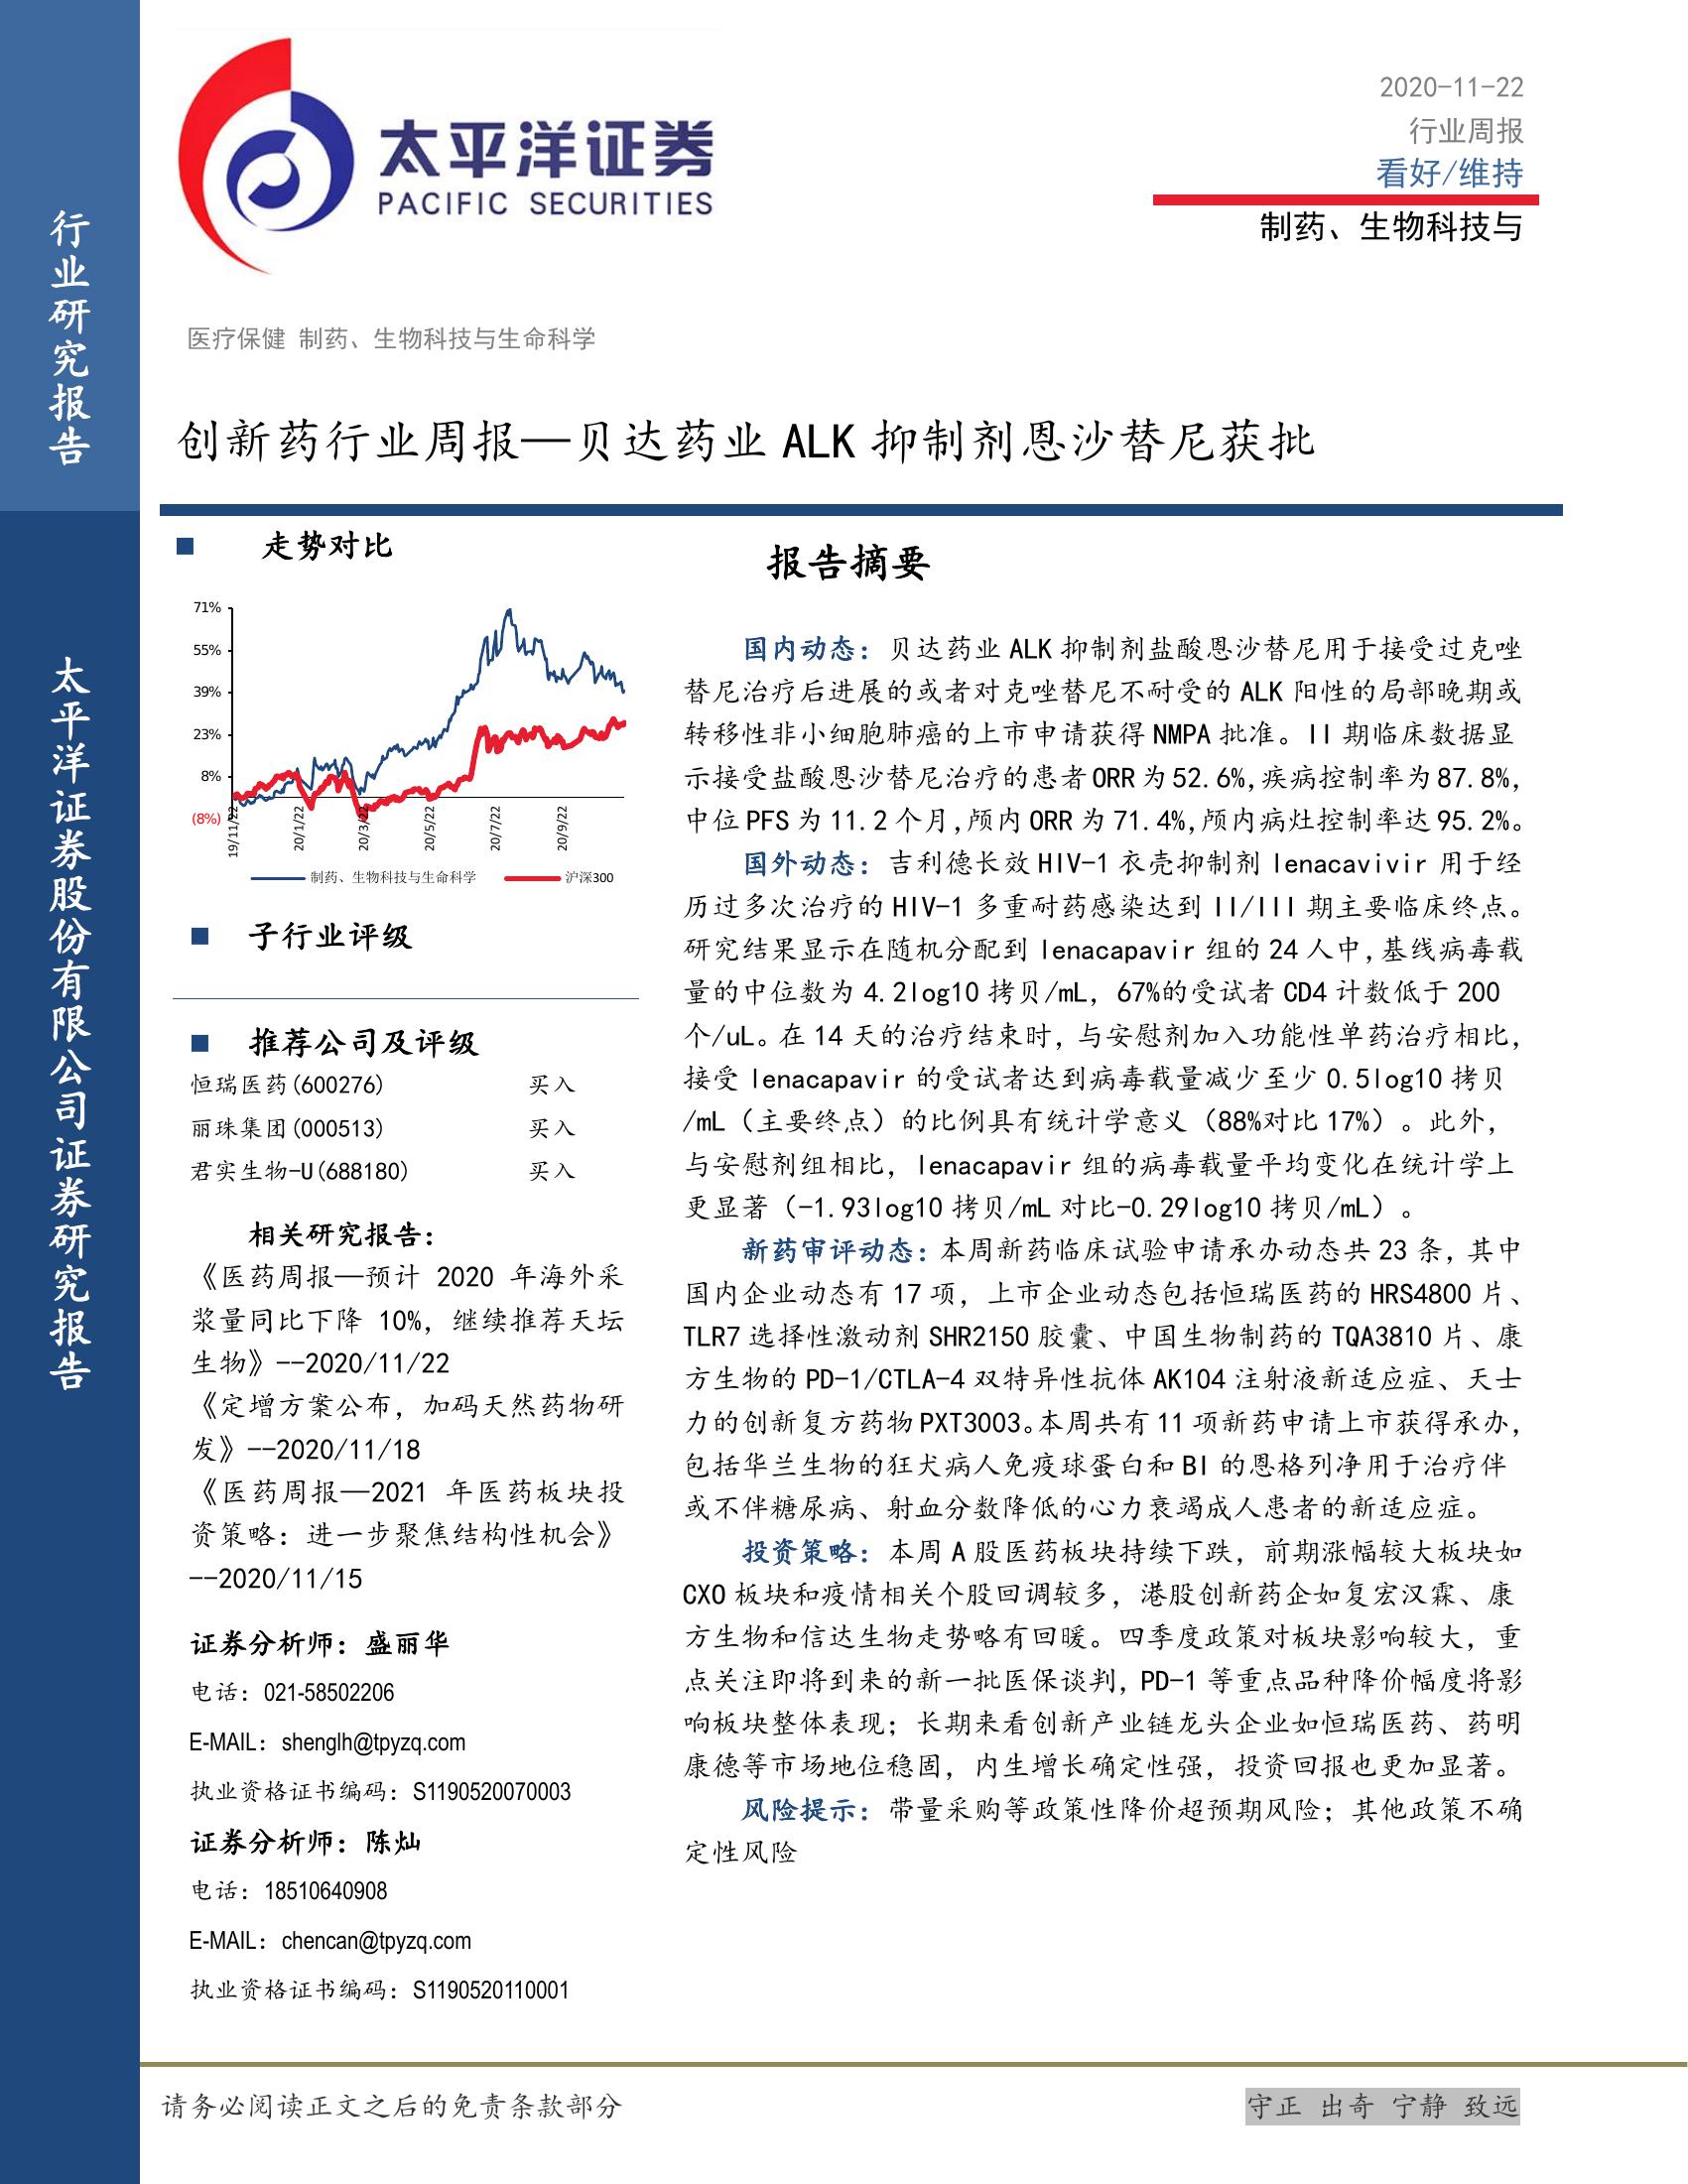 行业研究报告
太平洋证券股份有限公司证券研究报告
太平洋证券
PACIFIC SECURITIES
2020-11-22
行业周报
看好/维持
制药、生物科技与
医疗保健 制药、生物科技与生命科学
创新药行业周报—贝达药业 ALK 抑制剂恩沙替尼获批
■ 走势对比
71%
55%
39%
23%
8%
(8%)
19/11/22
20/1/22
20/3/22
20/5/22
20/7/22
20/9/22
制药、生物科技与生命科学 沪深300
■ 子行业评级
■ 推荐公司及评级
恒瑞医药(600276) 买入
丽珠集团(000513) 买入
君实生物-U(688180) 买入
相关研究报告：
《医药周报—预计 2020 年海外采
浆量同比下降 10%，继续推荐天坛
生物》--2020/11/22
《定增方案公布，加码天然药物研
发》--2020/11/18
《医药周报—2021 年医药板块投
资策略：进一步聚焦结构性机会》
--2020/11/15
证券分析师：盛丽华
电话：021-58502206
E-MAIL：shenglh@tpyzq.com
执业资格证书编码：S1190520070003
证券分析师：陈灿
电话：18510640908
E-MAIL：chencan@tpyzq.com
执业资格证书编码：S1190520110001
报告摘要
国内动态：贝达药业 ALK 抑制剂盐酸恩沙替尼用于接受过克唑
替尼治疗后进展的或者对克唑替尼不耐受的 ALK 阳性的局部晚期或
转移性非小细胞肺癌的上市申请获得 NMPA 批准。II 期临床数据显
示接受盐酸恩沙替尼治疗的患者 ORR 为 52.6%,疾病控制率为 87.8%,
中位 PFS 为 11.2 个月,颅内 ORR 为 71.4%,颅内病灶控制率达 95.2%。
国外动态：吉利德长效 HIV-1 衣壳抑制剂 lenacavivir 用于经
历过多次治疗的 HIV-1 多重耐药感染达到 II/III 期主要临床终点。
研究结果显示在随机分配到 lenacapavir 组的 24 人中,基线病毒载
量的中位数为 4.2log10 拷贝/mL，67%的受试者 CD4 计数低于 200
个/uL。在 14 天的治疗结束时，与安慰剂加入功能性单药治疗相比，
接受 lenacapavir 的受试者达到病毒载量减少至少 0.5log10 拷贝
/mL（主要终点）的比例具有统计学意义（88%对比 17%）。此外，
与安慰剂组相比，lenacapavir 组的病毒载量平均变化在统计学上
更显著（-1.93log10 拷贝/mL 对比-0.29log10 拷贝/mL）。
新药审评动态：本周新药临床试验申请承办动态共 23 条，其中
国内企业动态有 17 项，上市企业动态包括恒瑞医药的 HRS4800 片、
TLR7 选择性激动剂 SHR2150 胶囊、中国生物制药的 TQA3810 片、康
方生物的 PD-1/CTLA-4 双特异性抗体 AK104 注射液新适应症、天士
力的创新复方药物 PXT3003。本周共有 11 项新药申请上市获得承办，
包括华兰生物的狂犬病人免疫球蛋白和 BI 的恩格列净用于治疗伴
或不伴糖尿病、射血分数降低的心力衰竭成人患者的新适应症。
投资策略：本周 A 股医药板块持续下跌，前期涨幅较大板块如
CXO 板块和疫情相关个股回调较多，港股创新药企如复宏汉霖、康
方生物和信达生物走势略有回暖。四季度政策对板块影响较大，重
点关注即将到来的新一批医保谈判，PD-1 等重点品种降价幅度将影
响板块整体表现；长期来看创新产业链龙头企业如恒瑞医药、药明
康德等市场地位稳固，内生增长确定性强，投资回报也更加显著。
风险提示：带量采购等政策性降价超预期风险；其他政策不确
定性风险
请务必阅读正文之后的免责条款部分
守正 出奇 宁静 致远